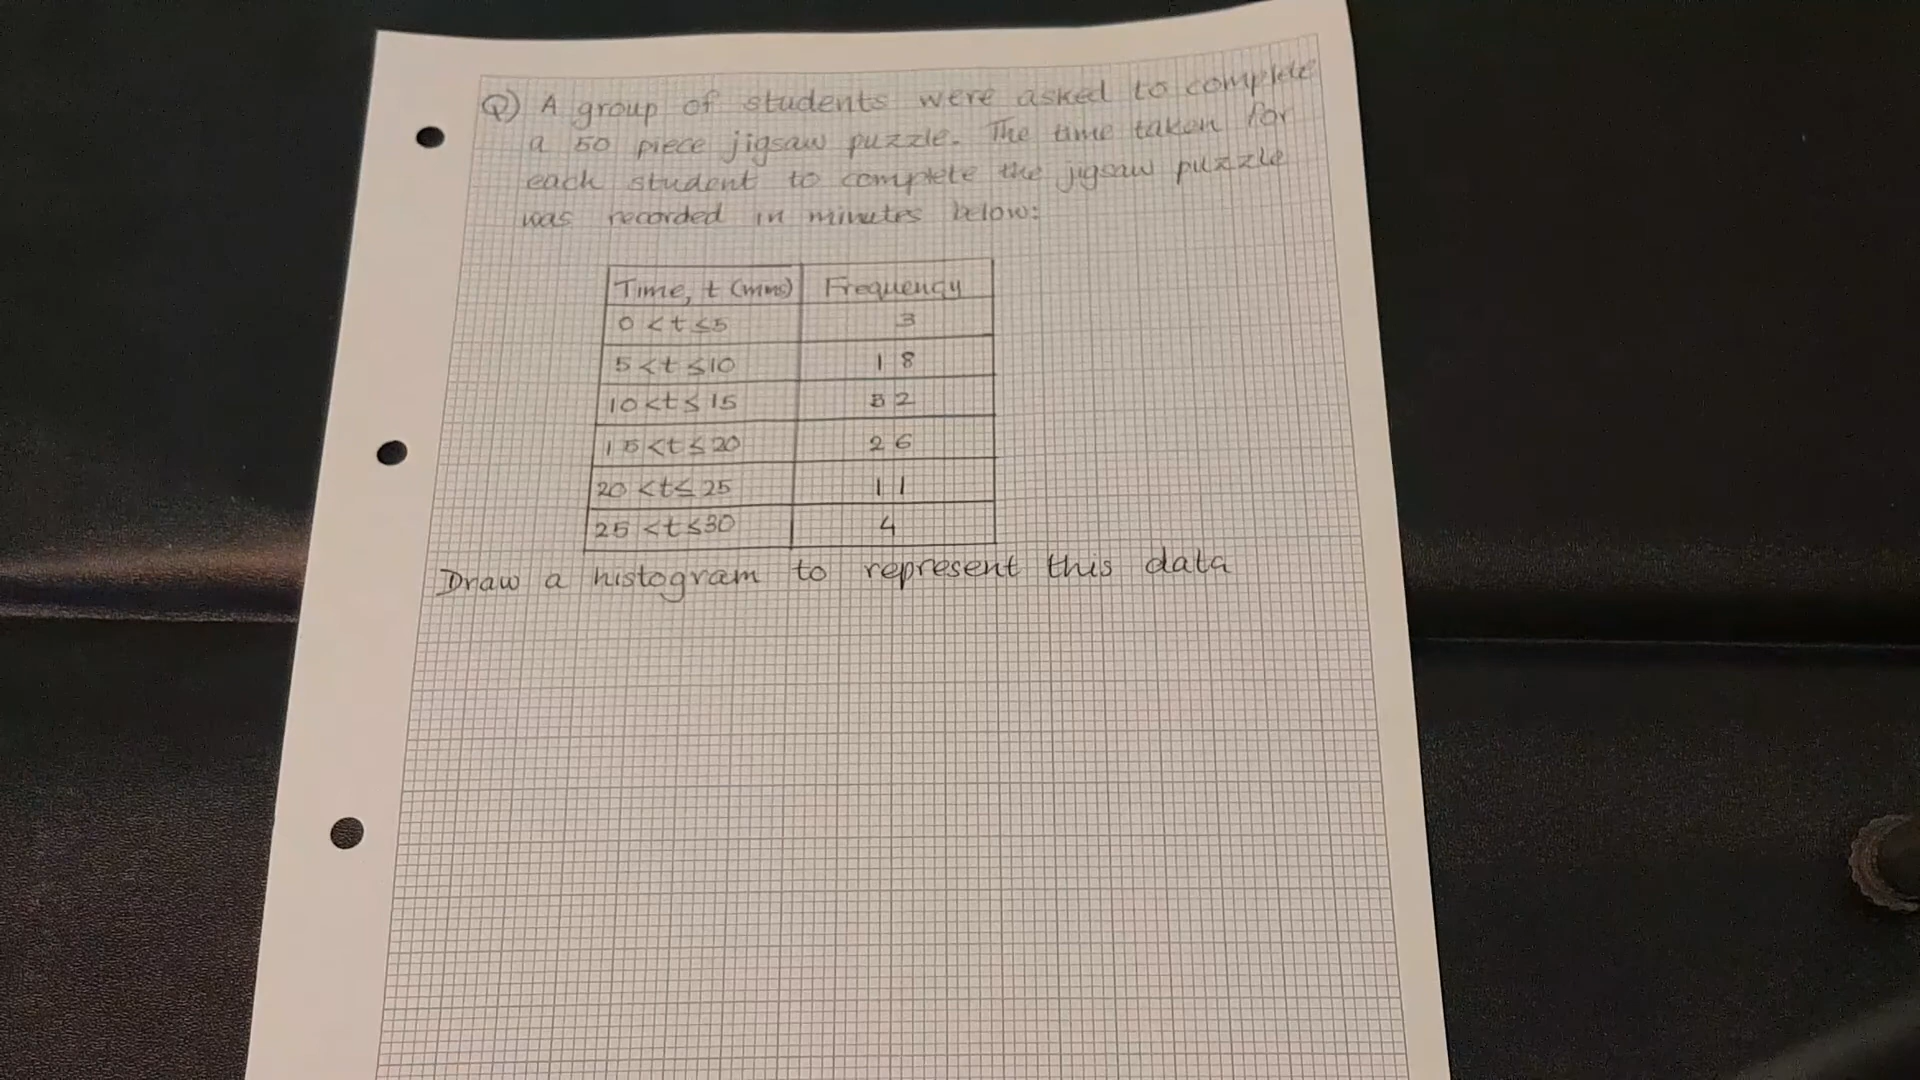 Q) A group of students were asked to complete
a 50 piece jigsaw puzzle. The time taken for
each student to complete the jigsaw puzzle
was recorded in minutes below:
Time, t (mns) Frequency
0 < t ≤ 5 3
5 < t ≤ 10 18
10 < t ≤ 15 32
15 < t ≤ 20 26
20 < t ≤ 25 11
25 < t ≤ 30 4
Draw a histogram to represent this data